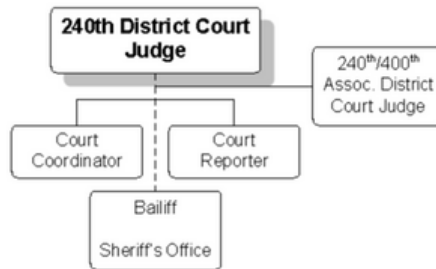 240th District Court
Judge
240th/400th
Assoc. District
Court Judge
Court
Coordinator
Court
Reporter
Bailiff
Sheriff's Office